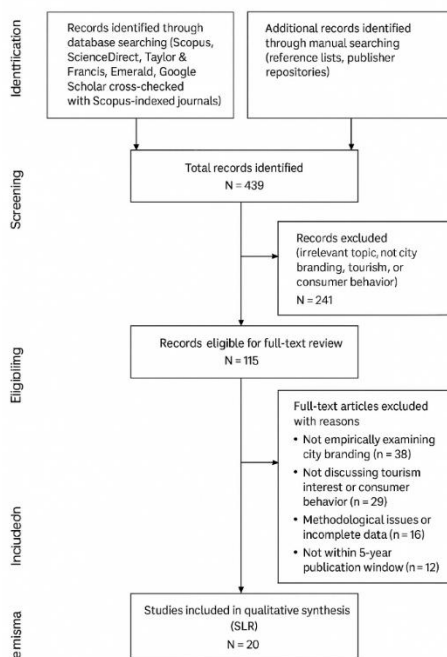 Identliication
Records identified
through database
searching (Scopus,
ScienceDirect, Taylor &
Francis, Emerald, Google
Scholar cross-checked
with Scopus-indexed journals)
Additional records identified
through manual searching
(reference lists, publisher
repositories)
Screening
Total records identified
N = 439
Records excluded
(irrelevant topic, not city
branding, tourism, or
consumer behavior)
N = 241
Eligioliimg
Records eligible for full-text review
N = 115
Full-text articles excluded
with reasons
• Not empirically examining
city branding (n = 38)
• Not discussing tourism
interest or consumer
behavior (n = 29)
• Methodological issues or
incomplete data (n = 16)
• Not within 5-year
publication window (n = 12)
Includedn
Studies included in qualitative synthesis
(SLR)
N = 20
emisma